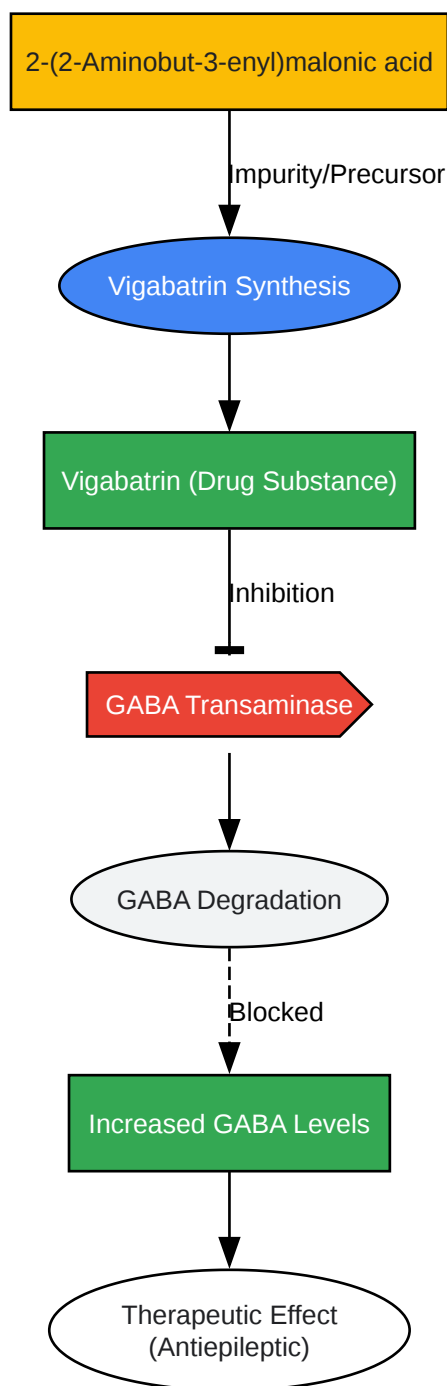 2-(2-Aminobut-3-enyl)malonic acid
Impurity/Precursor
Vigabatrin Synthesis
Vigabatrin (Drug Substance)
Inhibition
GABA Transaminase
GABA Degradation
Blocked
Increased GABA Levels
Therapeutic Effect
(Antiepileptic)